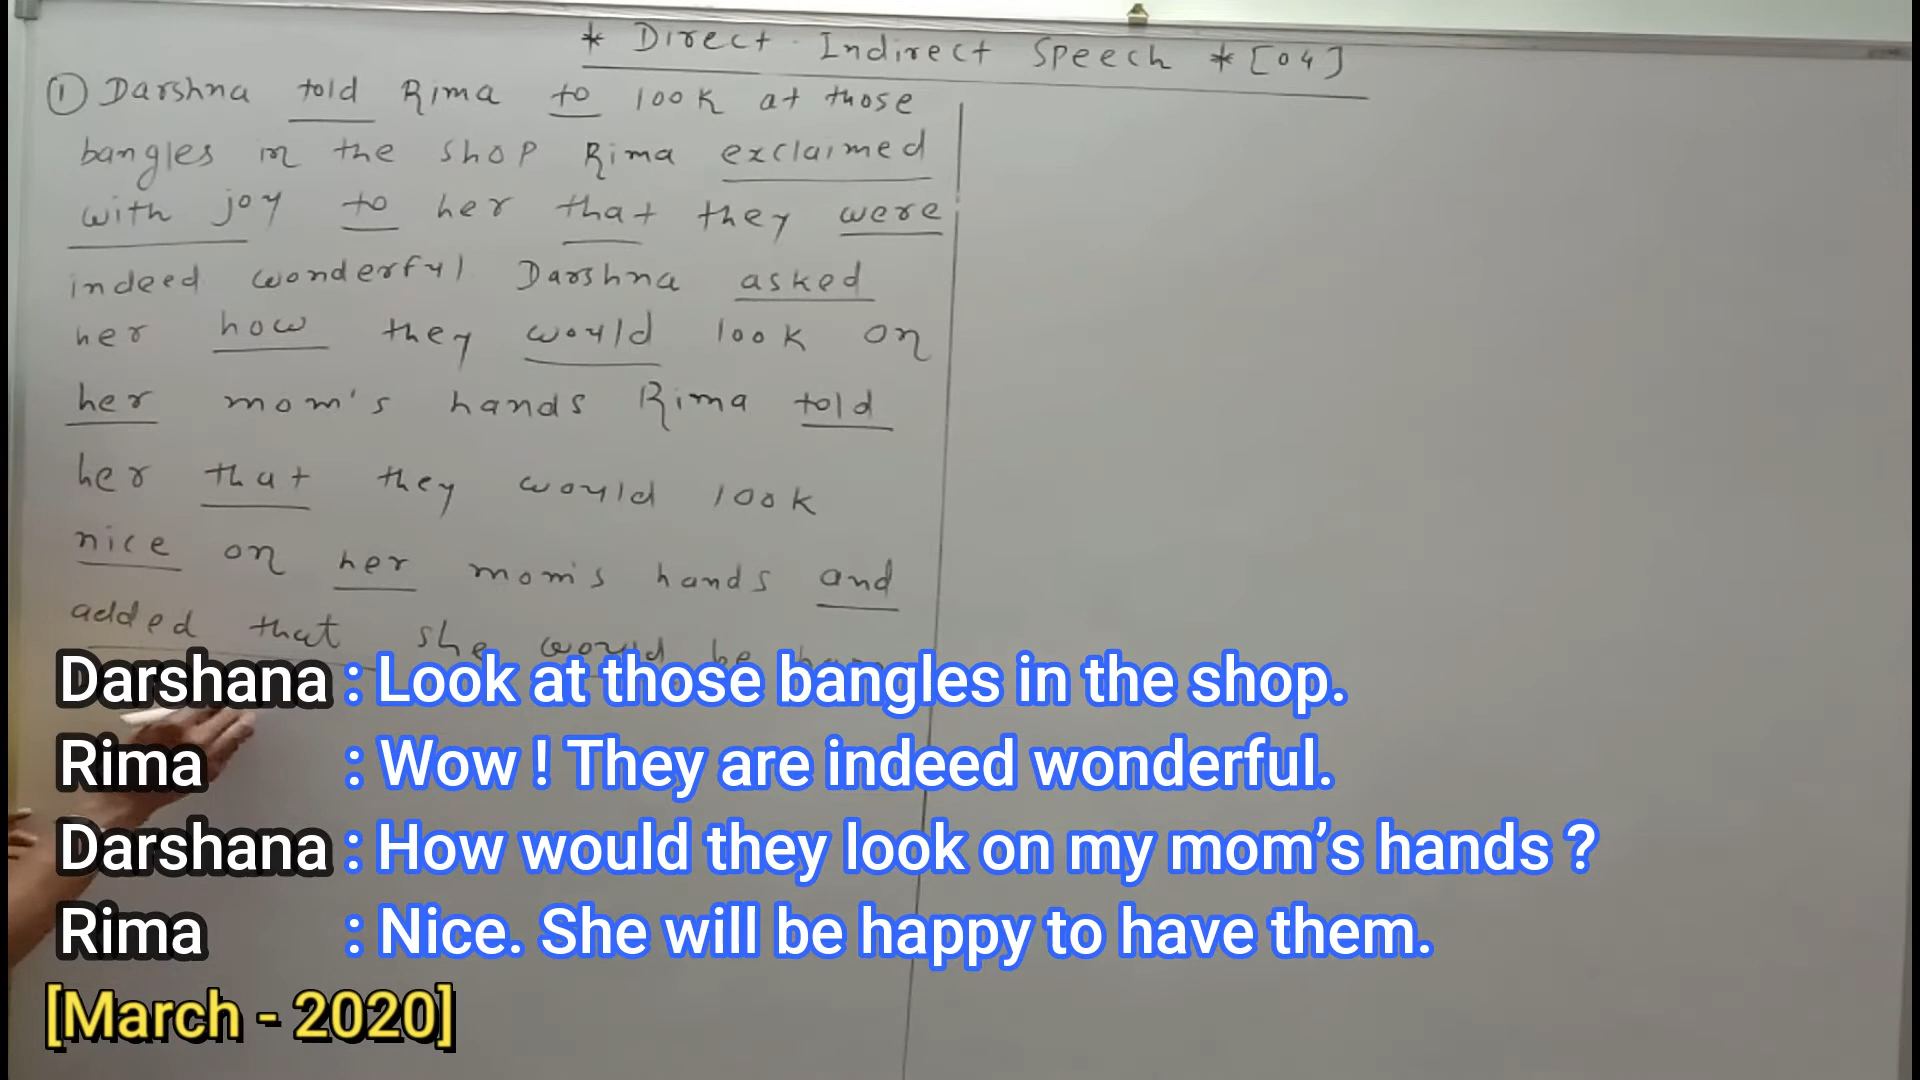 * Direct Indirect Speech * [04]
① Darshna told Rima to look at those
bangles in the shop Rima exclaimed
with joy to her that they were
indeed wonderful. Darshna asked
her how they would look on
her mom's hands Rima told
her that they would look
nice on her mom's hands and
added that she would be
Darshana : Look at those bangles in the shop.
Rima : Wow ! They are indeed wonderful.
Darshana : How would they look on my mom’s hands ?
Rima : Nice. She will be happy to have them.
[March - 2020]